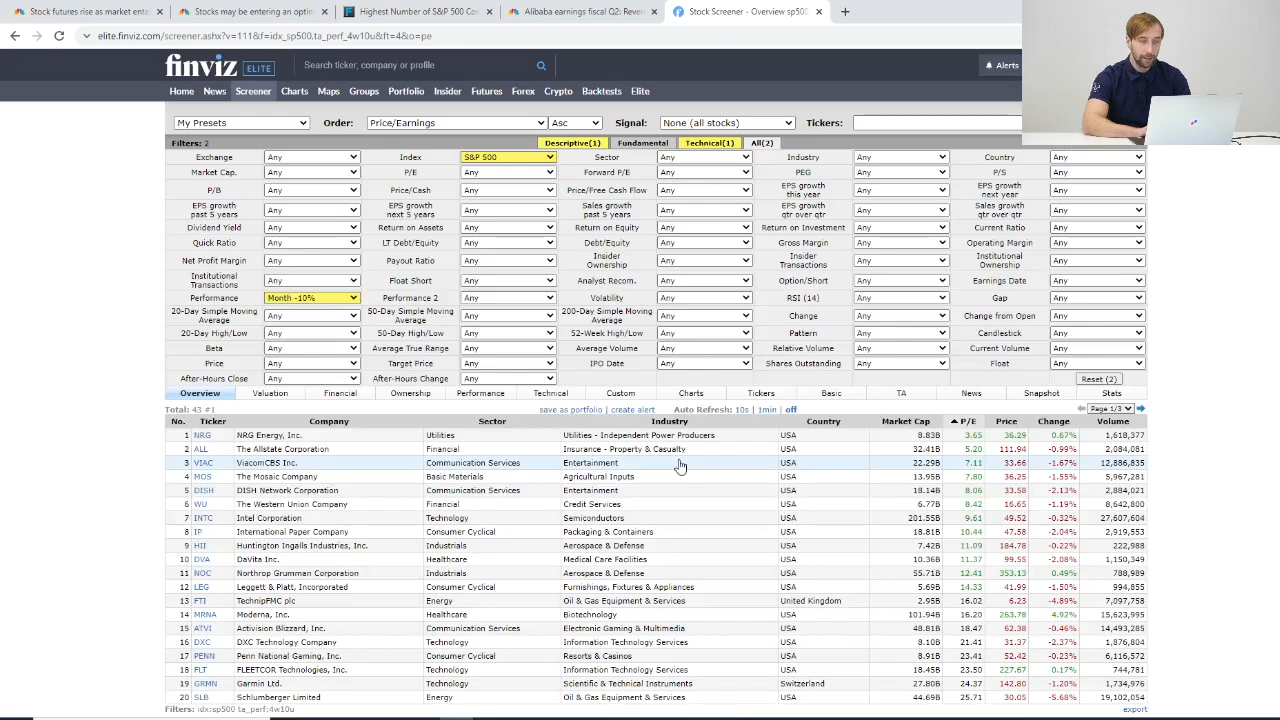 Stock futures rise as market ente
Stocks may be entering an optim
Highest Number of S&P 500 Cos
Alibaba earnings fiscal Q2: Reven
Stock Screener - Overview sp500
elite.finviz.com/screener.ashx?v=111&f=idx_sp500.ta_perf_4w10u&ft=4&o=pe
finviz ELITE Search ticker, company or profile Alerts
Home News Screener Charts Maps Groups Portfolio Insider Futures Forex Crypto Backtests Elite
My Presets Order: Price/Earnings Asc Signal: None (all stocks) Tickers:
Filters: 2 Descriptive(1) Fundamental Technical(1) All(2)
Exchange Any Index S&P 500 Sector Any Industry Any Country Any
Market Cap. Any P/E Any Forward P/E Any PEG Any P/S Any
P/B Any Price/Cash Any Price/Free Cash Flow Any EPS growth this year Any EPS growth next year Any
EPS growth past 5 years Any EPS growth next 5 years Any Sales growth past 5 years Any EPS growth qtr over qtr Any Sales growth qtr over qtr Any
Dividend Yield Any Return on Assets Any Return on Equity Any Return on Investment Any Current Ratio Any
Quick Ratio Any LT Debt/Equity Any Debt/Equity Any Gross Margin Any Operating Margin Any
Net Profit Margin Any Payout Ratio Any Insider Ownership Any Insider Transactions Any Institutional Ownership Any
Institutional Transactions Any Float Short Any Analyst Recom. Any Option/Short Any Earnings Date Any
Performance Month -10% Performance 2 Any Volability Any RSI (14) Any Gap Any
20-Day Simple Moving Average Any 50-Day Simple Moving Average Any 200-Day Simple Moving Average Any Change Any Change from Open Any
20-Day High/Low Any 50-Day High/Low Any 52-Week High/Low Any Pattern Any Candlestick Any
Beta Any Average True Range Any Average Volume Any Relative Volume Any Current Volume Any
Price Any Target Price Any IPO Date Any Shares Outstanding Any Float Any
After-Hours Close Any After-Hours Change Any Reset (2)
Overview Valuation Financial Ownership Performance Technical Custom Charts Tickers Basic TA News Snapshot Stats
Total: 43 #1 save as portfolio | create alert Auto Refresh: 10s | 1min | off Page 1/3
No. Ticker Company Sector Industry Country Market Cap P/E Price Change Volume
1 NRG NRG Energy, Inc. Utilities Utilities - Independent Power Producers USA 8.83B 3.65 36.29 0.67% 1,618,377
2 ALL The Allstate Corporation Financial Insurance - Property & Casualty USA 32.41B 5.20 111.94 -0.99% 2,084,081
3 VIAC ViacomCBS Inc. Communication Services Entertainment USA 22.29B 7.11 33.66 -1.67% 12,886,835
4 MOS The Mosaic Company Basic Materials Agricultural Inputs USA 13.95B 7.80 36.25 -1.55% 5,967,281
5 DISH DISH Network Corporation Communication Services Entertainment USA 18.14B 8.06 33.58 -2.13% 2,884,021
6 WU The Western Union Company Financial Credit Services USA 6.77B 8.42 16.65 -1.19% 8,642,800
7 INTC Intel Corporation Technology Semiconductors USA 201.55B 9.61 49.52 -0.32% 27,607,604
8 IP International Paper Company Consumer Cyclical Packaging & Containers USA 18.81B 10.44 47.58 -2.04% 2,919,553
9 HII Huntington Ingalls Industries, Inc. Industrials Aerospace & Defense USA 7.42B 11.09 184.78 -0.22% 222,988
10 DVA DaVita Inc. Healthcare Medical Care Facilities USA 10.36B 11.37 99.55 -2.08% 1,150,349
11 NOC Northrop Grumman Corporation Industrials Aerospace & Defense USA 55.71B 12.41 353.13 0.49% 788,989
12 LEG Leggett & Platt, Incorporated Consumer Cyclical Furnishings, Fixtures & Appliances USA 5.69B 14.33 41.99 -1.50% 994,855
13 FTI TechnipFMC plc Energy Oil & Gas Equipment & Services United Kingdom 2.95B 16.02 6.23 -4.89% 7,097,758
14 MRNA Moderna, Inc. Healthcare Biotechnology USA 101.94B 16.20 263.78 4.92% 15,623,995
15 ATVI Activision Blizzard, Inc Communication Services Electronic Gaming & Multimedia USA 48.81B 18.47 62.38 -0.46% 14,493,285
16 DXC DXC Technology Company Technology Information Technology Services USA 8.10B 21.41 31.37 -2.37% 1,876,804
17 PENN Penn National Gaming, Inc. Consumer Cyclical Resorts & Casinos USA 8.91B 23.41 52.42 -0.23% 6,116,572
18 FLT FLEETCOR Technologies, Inc. Technology Information Technology Services USA 18.45B 23.50 227.67 0.17% 744,781
19 GRMN Garmin Ltd. Technology Scientific & Technical Instruments Switzerland 27.80B 24.37 142.80 -1.20% 1,734,976
20 SLB Schlumberger Limited Energy Oil & Gas Equipment & Services USA 44.69B 25.71 30.05 -5.68% 19,102,054
Filters: idx:sp500 ta_perf:4w10u export